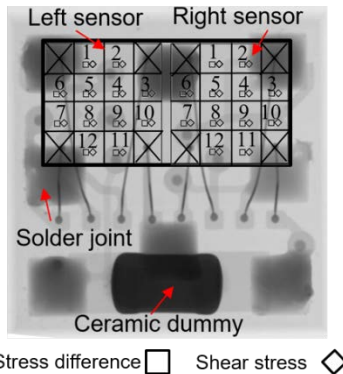 Left sensor Right sensor
1 2 1 2
6 5 4 3 6 5 4 3
7 8 9 10 7 8 9 10
12 11 12 11
Solder joint
Ceramic dummy
Stress difference Shear stress